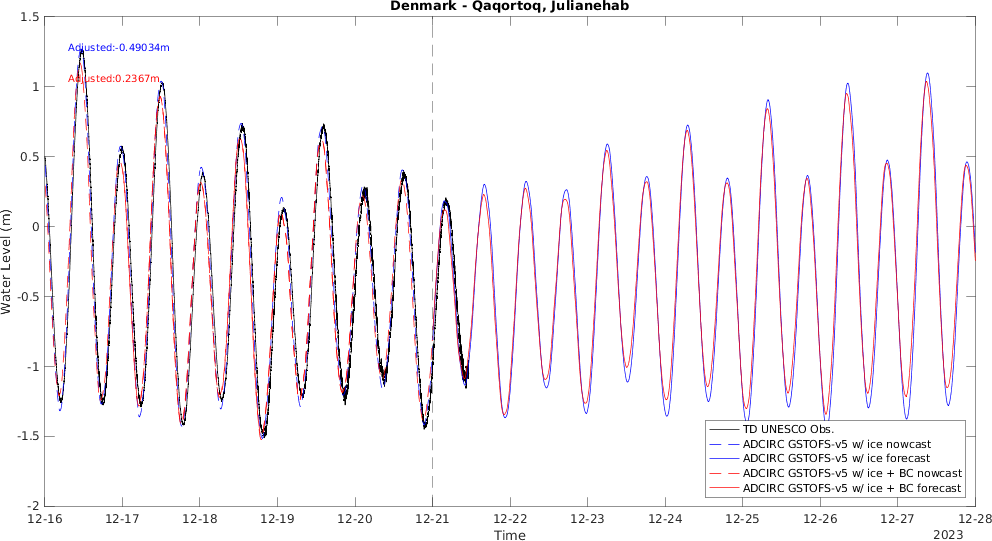 Denmark - Qaqortoq, Julianehab
1.5
Adjusted:-0.49034m
Adjusted:0.2367m
1
0.5
0
-0.5
-1
-1.5
-2
Water Level (m)
TD UNESCO Obs.
ADCIRC GSTOFS-v5 w/ ice nowcast
ADCIRC GSTOFS-v5 w/ ice forecast
ADCIRC GSTOFS-v5 w/ ice + BC nowcast
ADCIRC GSTOFS-v5 w/ ice + BC forecast
12-16 12-17 12-18 12-19 12-20 12-21 12-22 12-23 12-24 12-25 12-26 12-27 12-28
Time
2023